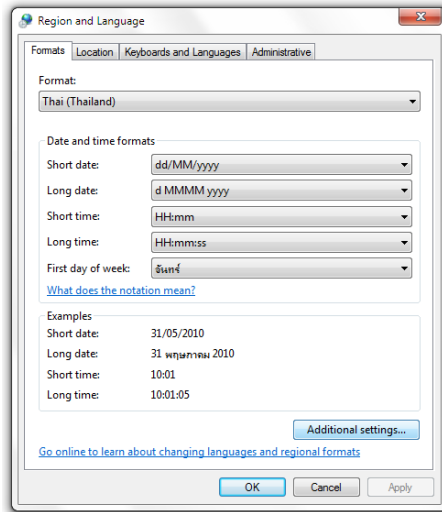 Region and Language
Formats Location Keyboards and Languages Administrative
Format:
Thai (Thailand)
Date and time formats
Short date: dd/MM/yyyy
Long date: d MMMM yyyy
Short time: HH:mm
Long time: HH:mm:ss
First day of week: จันทร์
What does the notation mean?
Examples
Short date: 31/05/2010
Long date: 31 พฤษภาคม 2010
Short time: 10:01
Long time: 10:01:05
Additional settings...
Go online to learn about changing languages and regional formats
OK Cancel Apply